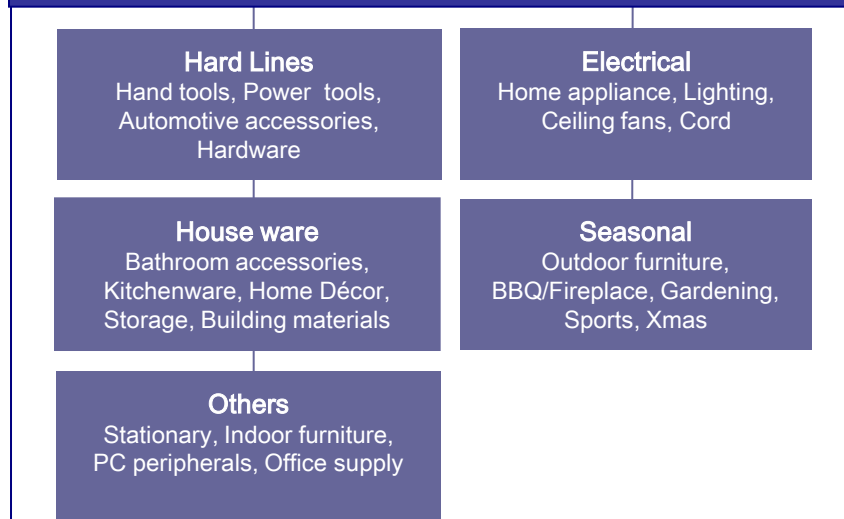 Hard Lines
Hand tools, Power tools,
Automotive accessories,
Hardware
Electrical
Home appliance, Lighting,
Ceiling fans, Cord
House ware
Bathroom accessories,
Kitchenware, Home Décor,
Storage, Building materials
Seasonal
Outdoor furniture,
BBQ/Fireplace, Gardening,
Sports, Xmas
Others
Stationary, Indoor furniture,
PC peripherals, Office supply